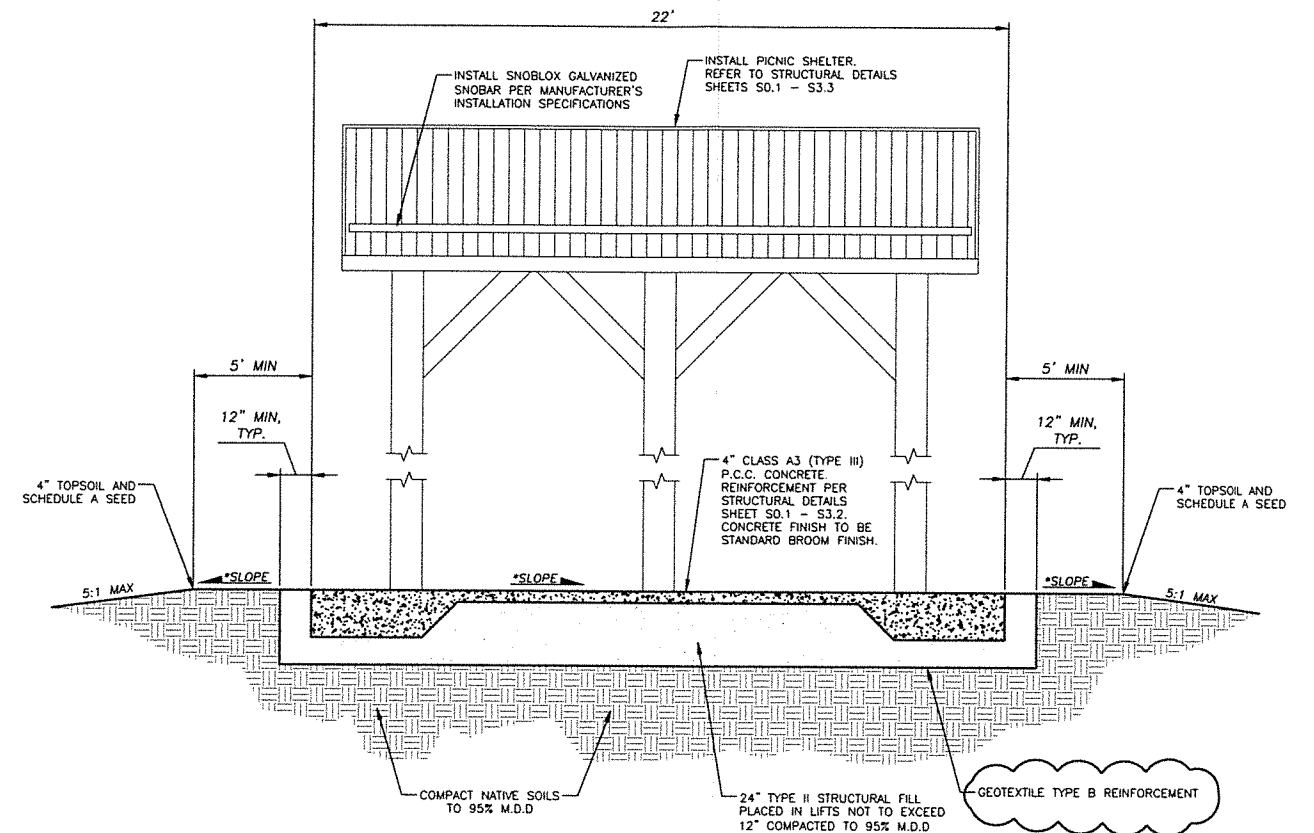 22'
INSTALL SNOBLOX GALVANIZED
SNOBAR PER MANUFACTURER'S
INSTALLATION SPECIFICATIONS
INSTALL PICNIC SHELTER.
REFER TO STRUCTURAL DETAILS
SHEETS S0.1 - S3.3
5' MIN
5' MIN
12" MIN,
TYP.
12" MIN,
TYP.
4" TOPSOIL AND
SCHEDULE A SEED
4" CLASS A3 (TYPE III)
P.C.C. CONCRETE.
REINFORCEMENT PER
STRUCTURAL DETAILS
SHEET S0.1 - S3.2.
CONCRETE FINISH TO BE
STANDARD BROOM FINISH.
4" TOPSOIL AND
SCHEDULE A SEED
5:1 MAX
*SLOPE
*SLOPE
*SLOPE
5:1 MAX
COMPACT NATIVE SOILS
TO 95% M.D.D
24" TYPE II STRUCTURAL FILL
PLACED IN LIFTS NOT TO EXCEED
12" COMPACTED TO 95% M.D.D
GEOTEXTILE TYPE B REINFORCEMENT